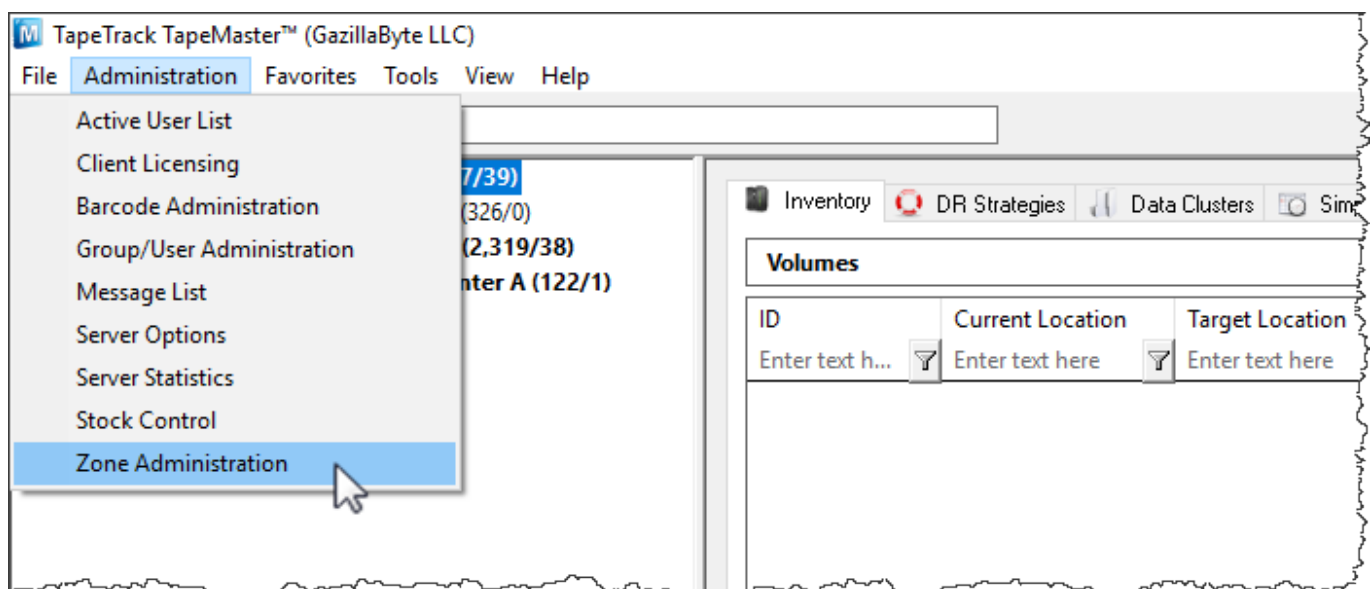 TapeTrack TapeMaster™ (GazillaByte LLC)
File Administration Favorites Tools View Help
Active User List
Client Licensing
Barcode Administration
Group/User Administration
Message List
Server Options
Server Statistics
Stock Control
Zone Administration
7/39)
(326/0)
(2,319/38)
nter A (122/1)
Inventory DR Strategies Data Clusters Sim
Volumes
ID Current Location Target Location
Enter text h... Enter text here Enter text here